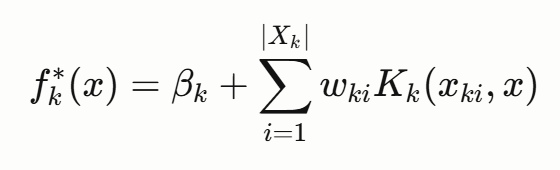 $f_k^*(x) = \beta_k + \sum_{i=1}^{|X_k|} w_{ki} K_k(x_{ki}, x)$